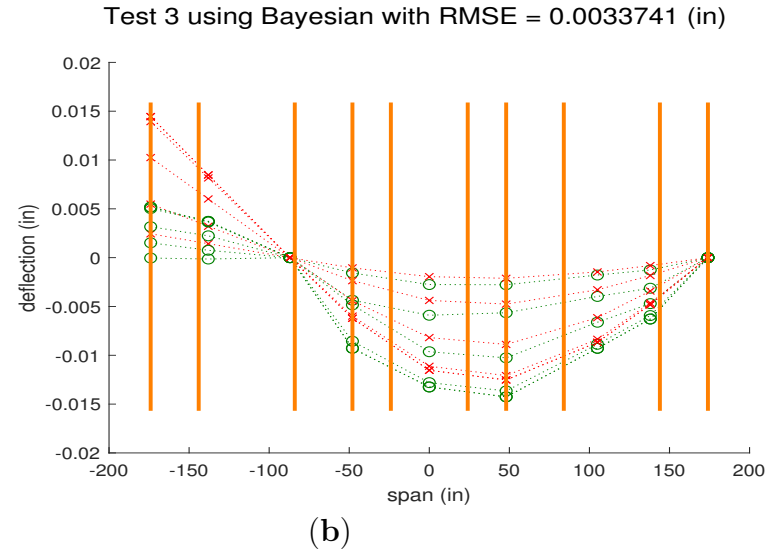 Test 3 using Bayesian with RMSE = 0.0033741 (in)
0.02
0.015
0.01
0.005
0
-0.005
-0.01
-0.015
-0.02
deflection (in)
-200 -150 -100 -50 0 50 100 150 200
span (in)
(b)